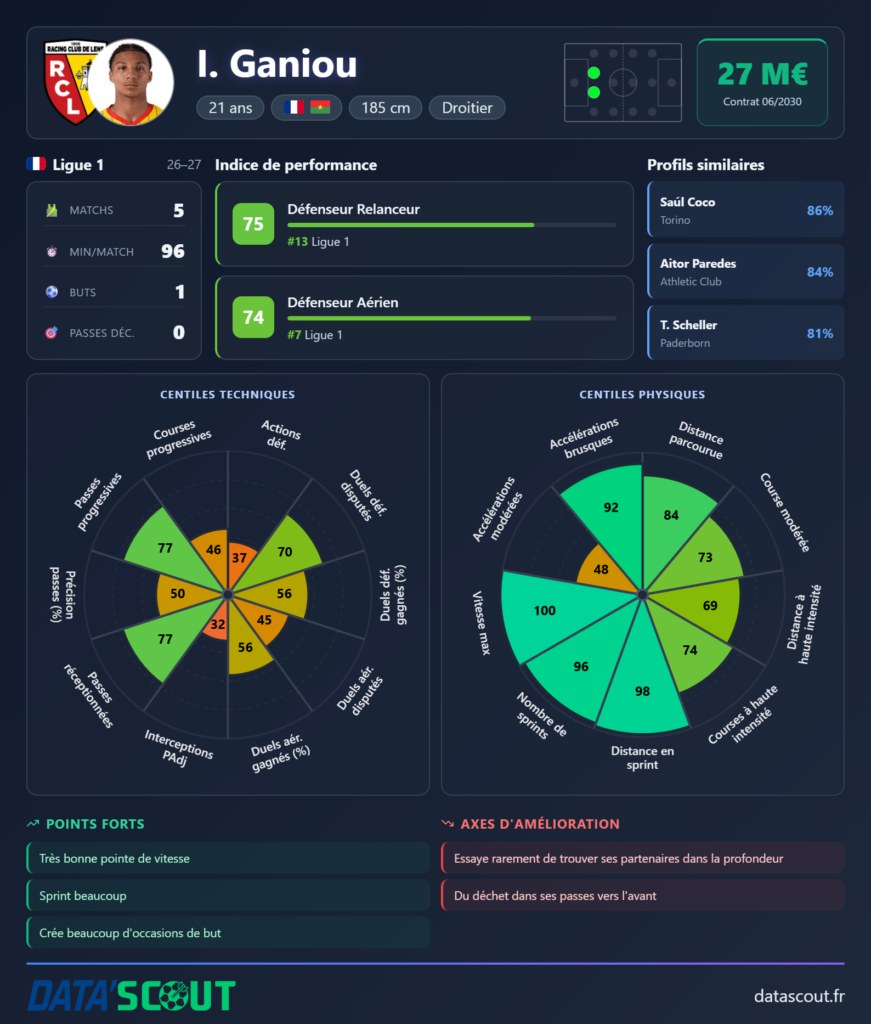 1906
RACING CLUB DE LENS
RCL
I. Ganiou
21 ans
185 cm
Droitier
27 M€
Contrat 06/2030
Ligue 1
26–27
MATCHS
5
MIN/MATCH
96
BUTS
1
PASSES DÉC.
0
Indice de performance
75
Défenseur Relanceur
#13 Ligue 1
74
Défenseur Aérien
#7 Ligue 1
Profils similaires
Saúl Coco
Torino
86%
Aitor Paredes
Athletic Club
84%
T. Scheller
Paderborn
81%
CENTILES TECHNIQUES
Actions
déf.
37
Duels déf.
disputés
70
Duels déf.
gagnés (%)
56
Duels aér.
disputés
45
Duels aér.
gagnés (%)
56
Interceptions
PAdj
32
Passes
réceptionnées
77
Précision
passes (%)
50
Passes
progressives
77
Courses
progressives
46
CENTILES PHYSIQUES
Distance
parcourue
84
Course modérée
73
Distance à
haute intensité
69
Courses à haute
intensité
74
Distance en
sprint
98
Nombre de
sprints
96
Vitesse max
100
Accélérations
modérées
48
Accélérations
brusques
92
POINTS FORTS
Très bonne pointe de vitesse
Sprint beaucoup
Crée beaucoup d'occasions de but
AXES D'AMÉLIORATION
Essaye rarement de trouver ses partenaires dans la profondeur
Du déchet dans ses passes vers l'avant
DATA'SCOUT
datascout.fr